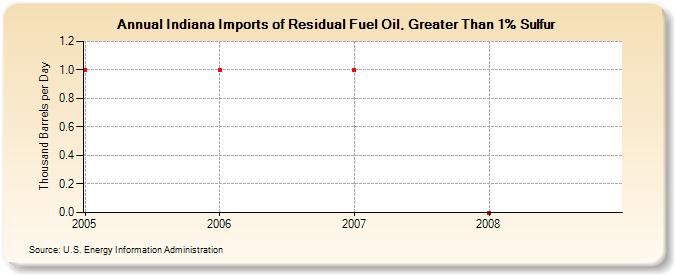 Annual Indiana Imports of Residual Fuel Oil, Greater Than 1% Sulfur
Thousand Barrels per Day
1.2
1.0
0.8
0.6
0.4
0.2
0.0
2005 2006 2007 2008
Source: U.S. Energy Information Administration